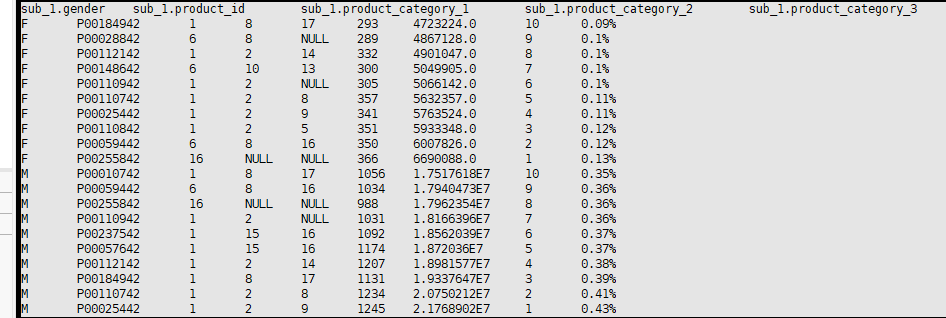 sub_1.gender sub_1.product_id sub_1.product_category_1 sub_1.product_category_2 sub_1.product_category_3
F P00184942 1 8 17 293 4723224.0 10 0.09%
F P00028842 6 8 NULL 289 4867128.0 9 0.1%
F P00112142 1 2 14 332 4901047.0 8 0.1%
F P00148642 6 10 13 300 5049905.0 7 0.1%
F P00110942 1 2 NULL 305 5066142.0 6 0.1%
F P00110742 1 2 8 357 5632357.0 5 0.11%
F P00025442 1 2 9 341 5763524.0 4 0.11%
F P00110842 1 2 5 351 5933348.0 3 0.12%
F P00059442 6 8 16 350 6007826.0 2 0.12%
F P00255842 16 NULL NULL 366 6690088.0 1 0.13%
M P00010742 1 8 17 1056 1.7517618E7 10 0.35%
M P00059442 6 8 16 1034 1.7940473E7 9 0.36%
M P00255842 16 NULL NULL 988 1.7962354E7 8 0.36%
M P00110942 1 2 NULL 1031 1.8166396E7 7 0.36%
M P00237542 1 15 16 1092 1.8562039E7 6 0.37%
M P00057642 1 15 16 1174 1.872036E7 5 0.37%
M P00112142 1 2 14 1207 1.8981577E7 4 0.38%
M P00184942 1 8 17 1131 1.9337647E7 3 0.39%
M P00110742 1 2 8 1234 2.0750212E7 2 0.41%
M P00025442 1 2 9 1245 2.1768902E7 1 0.43%